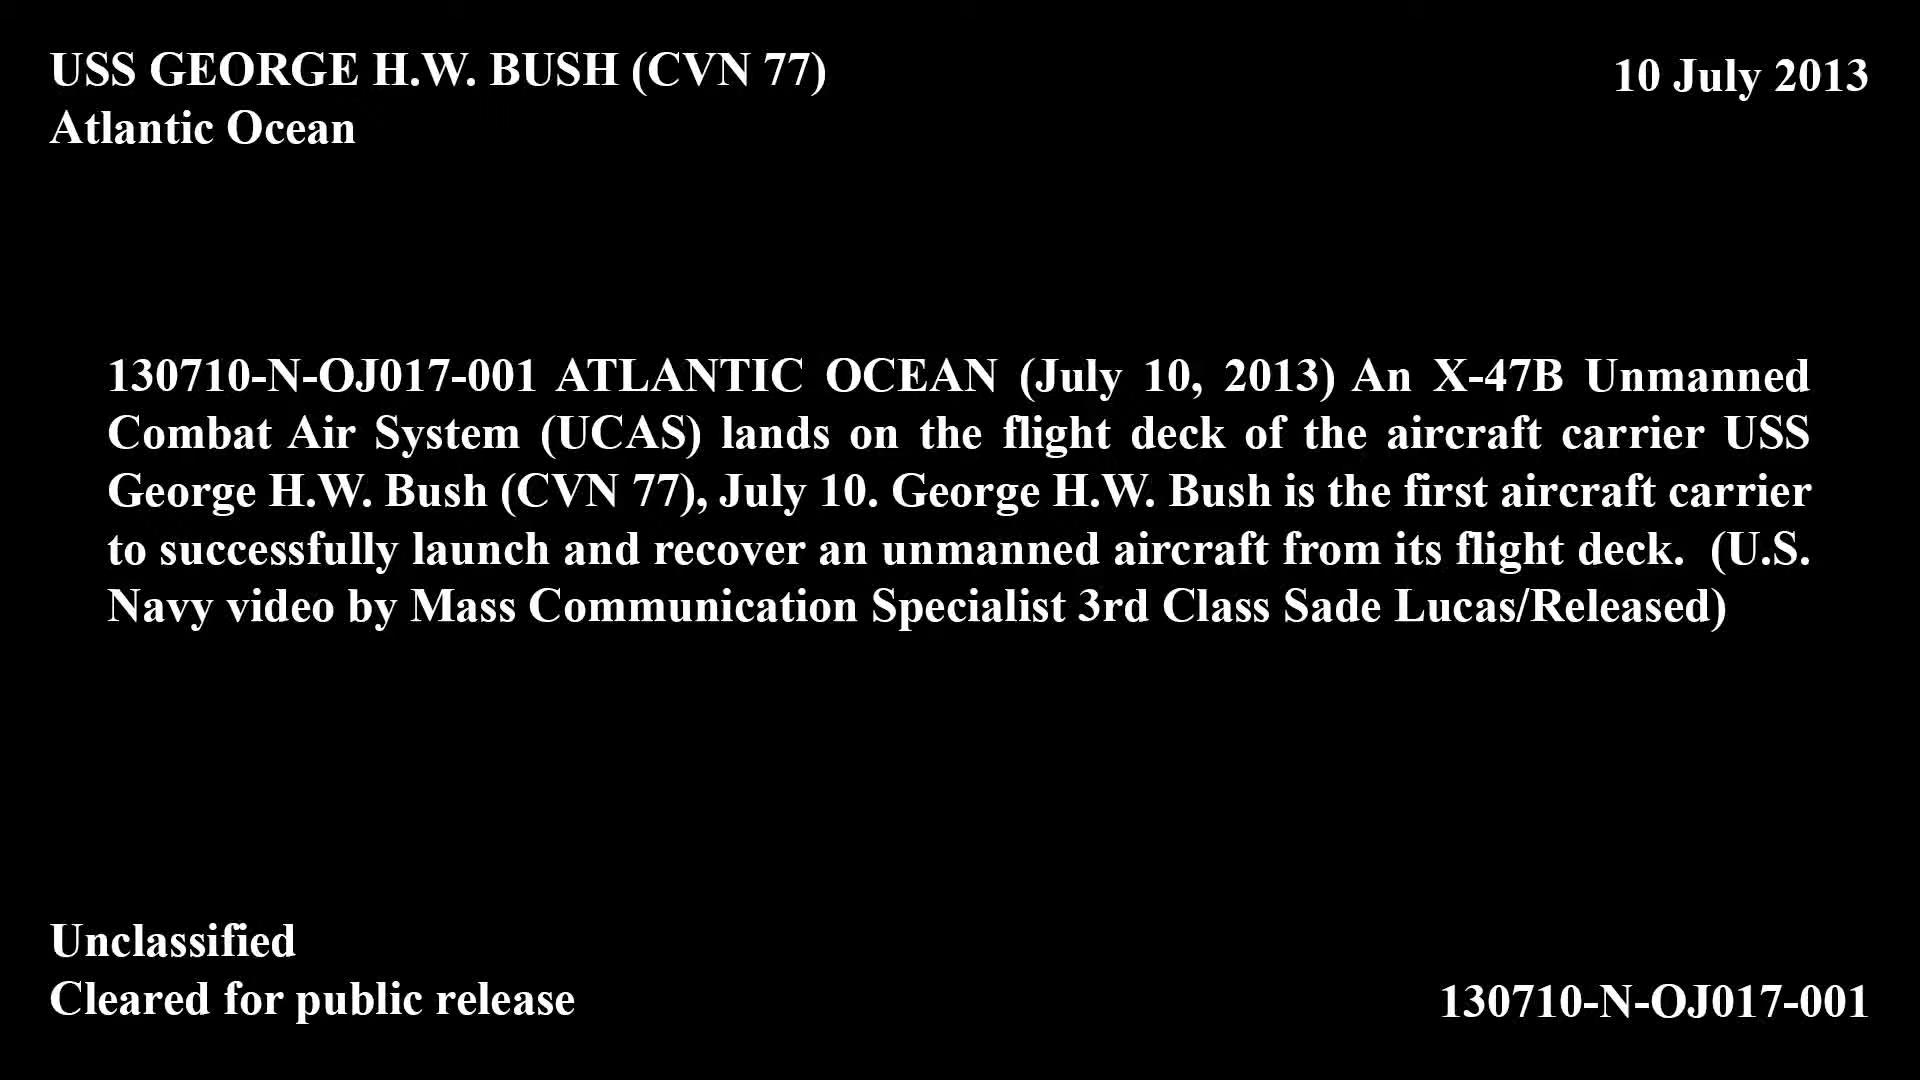 USS GEORGE H.W. BUSH (CVN 77)
Atlantic Ocean
10 July 2013
130710-N-OJ017-001 ATLANTIC OCEAN (July 10, 2013) An X-47B Unmanned
Combat Air System (UCAS) lands on the flight deck of the aircraft carrier USS
George H.W. Bush (CVN 77), July 10. George H.W. Bush is the first aircraft carrier
to successfully launch and recover an unmanned aircraft from its flight deck.  (U.S.
Navy video by Mass Communication Specialist 3rd Class Sade Lucas/Released)
Unclassified
Cleared for public release
130710-N-OJ017-001